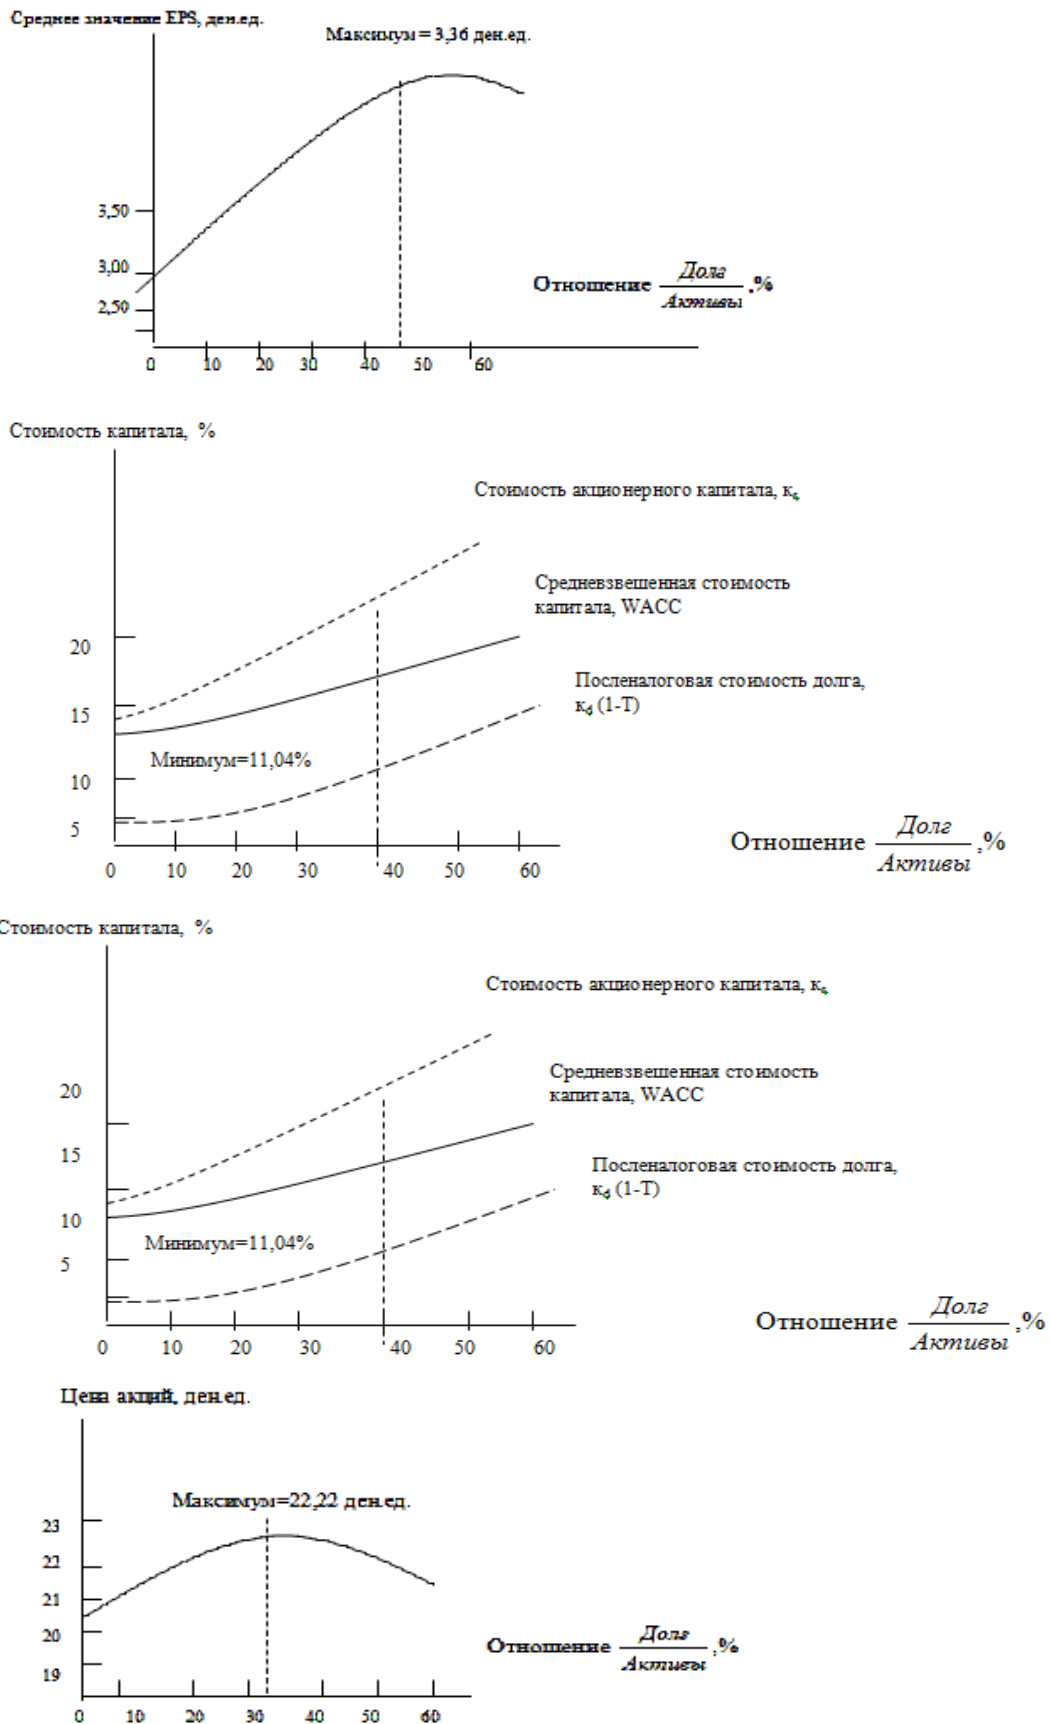 Среднее значение EPS, ден.ед.
Максимум = 3,36 ден.ед.
3,50
3,00
2,50
Отношение Долг
Активы ,%
0 10 20 30 40 50 60
Стоимость капитала, %
Стоимость акционерного капитала, кs
Средневзвешенная стоимость
капитала, WACC
20
Посленалоговая стоимость долга,
кd (1-T)
15
Минимум=11,04%
10
5
Отношение Долг
Активы ,%
0 10 20 30 40 50 60
Стоимость капитала, %
Стоимость акционерного капитала, кs
Средневзвешенная стоимость
капитала, WACC
20
15
Посленалоговая стоимость долга,
кd (1-T)
10
Минимум=11,04%
5
Отношение Долг
Активы ,%
0 10 20 30 40 50 60
Цена акций, ден.ед.
Максимум=22,22 ден.ед.
23
22
21
20
19
Отношение Долг
Активы ,%
0 10 20 30 40 50 60